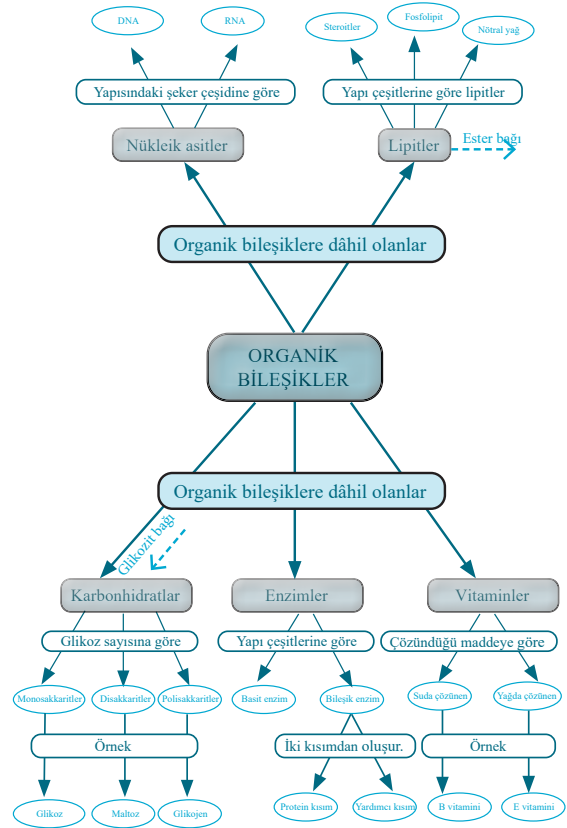 DNA
RNA
Steroitler
Fosfolipit
Nötral yağ
Yapısındaki şeker çeşidine göre
Yapı çeşitlerine göre lipitler
Nükleik asitler
Lipitler
Ester bağı
Organik bileşiklere dâhil olanlar
ORGANİK
BİLEŞİKLER
Organik bileşiklere dâhil olanlar
Glikozit bağı
Karbonhidratlar
Enzimler
Vitaminler
Glikoz sayısına göre
Yapı çeşitlerine göre
Çözündüğü maddeye göre
Monosakkaritler
Disakkaritler
Polisakkaritler
Basit enzim
Bileşik enzim
Suda çözünen
Yağda çözünen
Örnek
İki kısımdan oluşur.
Örnek
Glikoz
Maltoz
Glikojen
Protein kısım
Yardımcı kısım
B vitamini
E vitamini